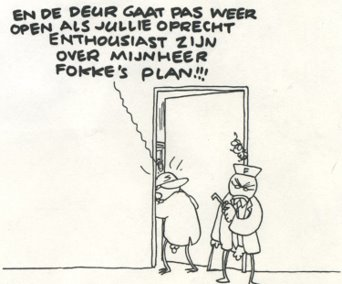 EN DE DEUR GAAT PAS WEER
OPEN ALS JULLIE OPRECHT
ENTHOUSIAST ZIJN
OVER MIJNHEER
FOKKE'S PLAN!!!
F